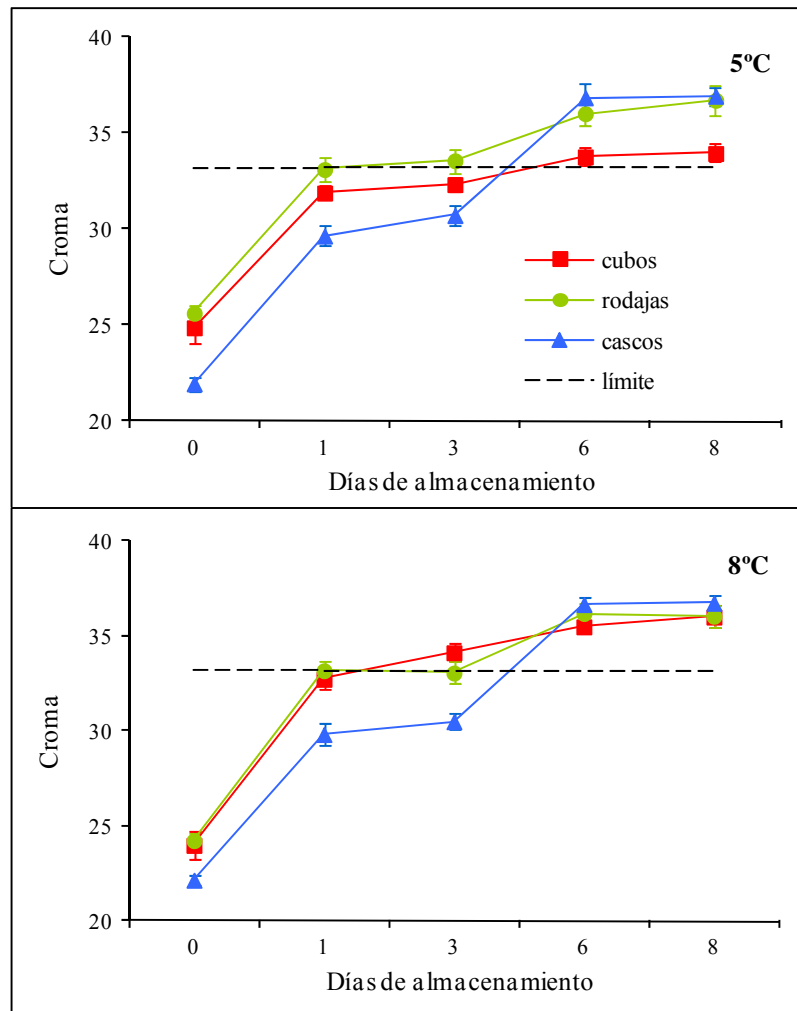 40
5ºC
35
30
25
20
Croma
cubos
rodajas
cascos
límite
0 1 3 6 8
Días de almacenamiento
40
8ºC
35
30
25
20
Croma
0 1 3 6 8
Días de almacenamiento